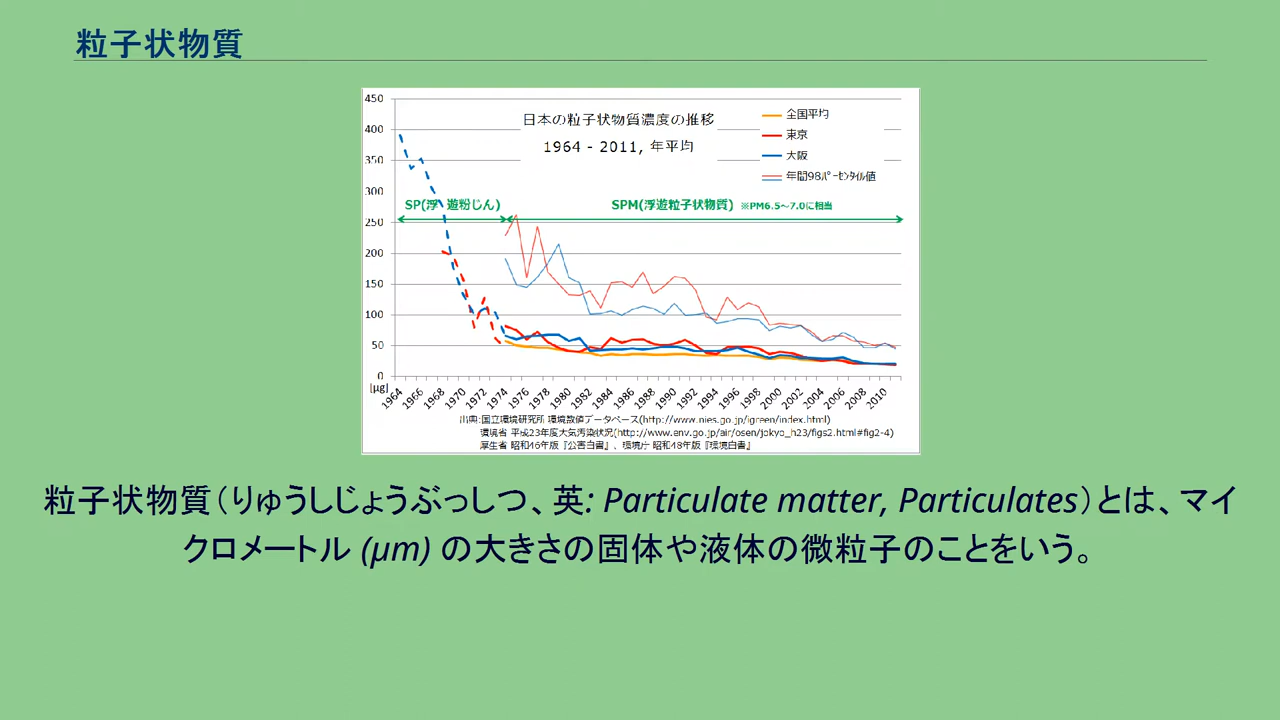 粒子状物質
日本の粒子状物質濃度の推移
1964 - 2011, 年平均
全国平均
東京
大阪
年間98ﾊﾟｰｾﾝﾀｲﾙ値
SP(浮 遊粉じん)
SPM(浮遊粒子状物質) ※PM6.5～7.0に相当
450
400
350
300
250
200
150
100
50
0
[μg]
1964 1966 1968 1970 1972 1974 1976 1978 1980 1982 1984 1986 1988 1990 1992 1994 1996 1998 2000 2002 2004 2006 2008 2010
出典:国立環境研究所 環境数値データベース(http://www.nies.go.jp/igreen/index.html)
環境省 平成23年度大気汚染状況(http://www.env.go.jp/air/osen/jokyo_h23/figs2.html#fig2-4)
厚生省 昭和46年版『公害白書』、環境庁 昭和48年版『環境白書』
粒子状物質（りゅうしじょうぶっしつ、英: Particulate matter, Particulates）とは、マイ
クロメートル (μm) の大きさの固体や液体の微粒子のことをいう。